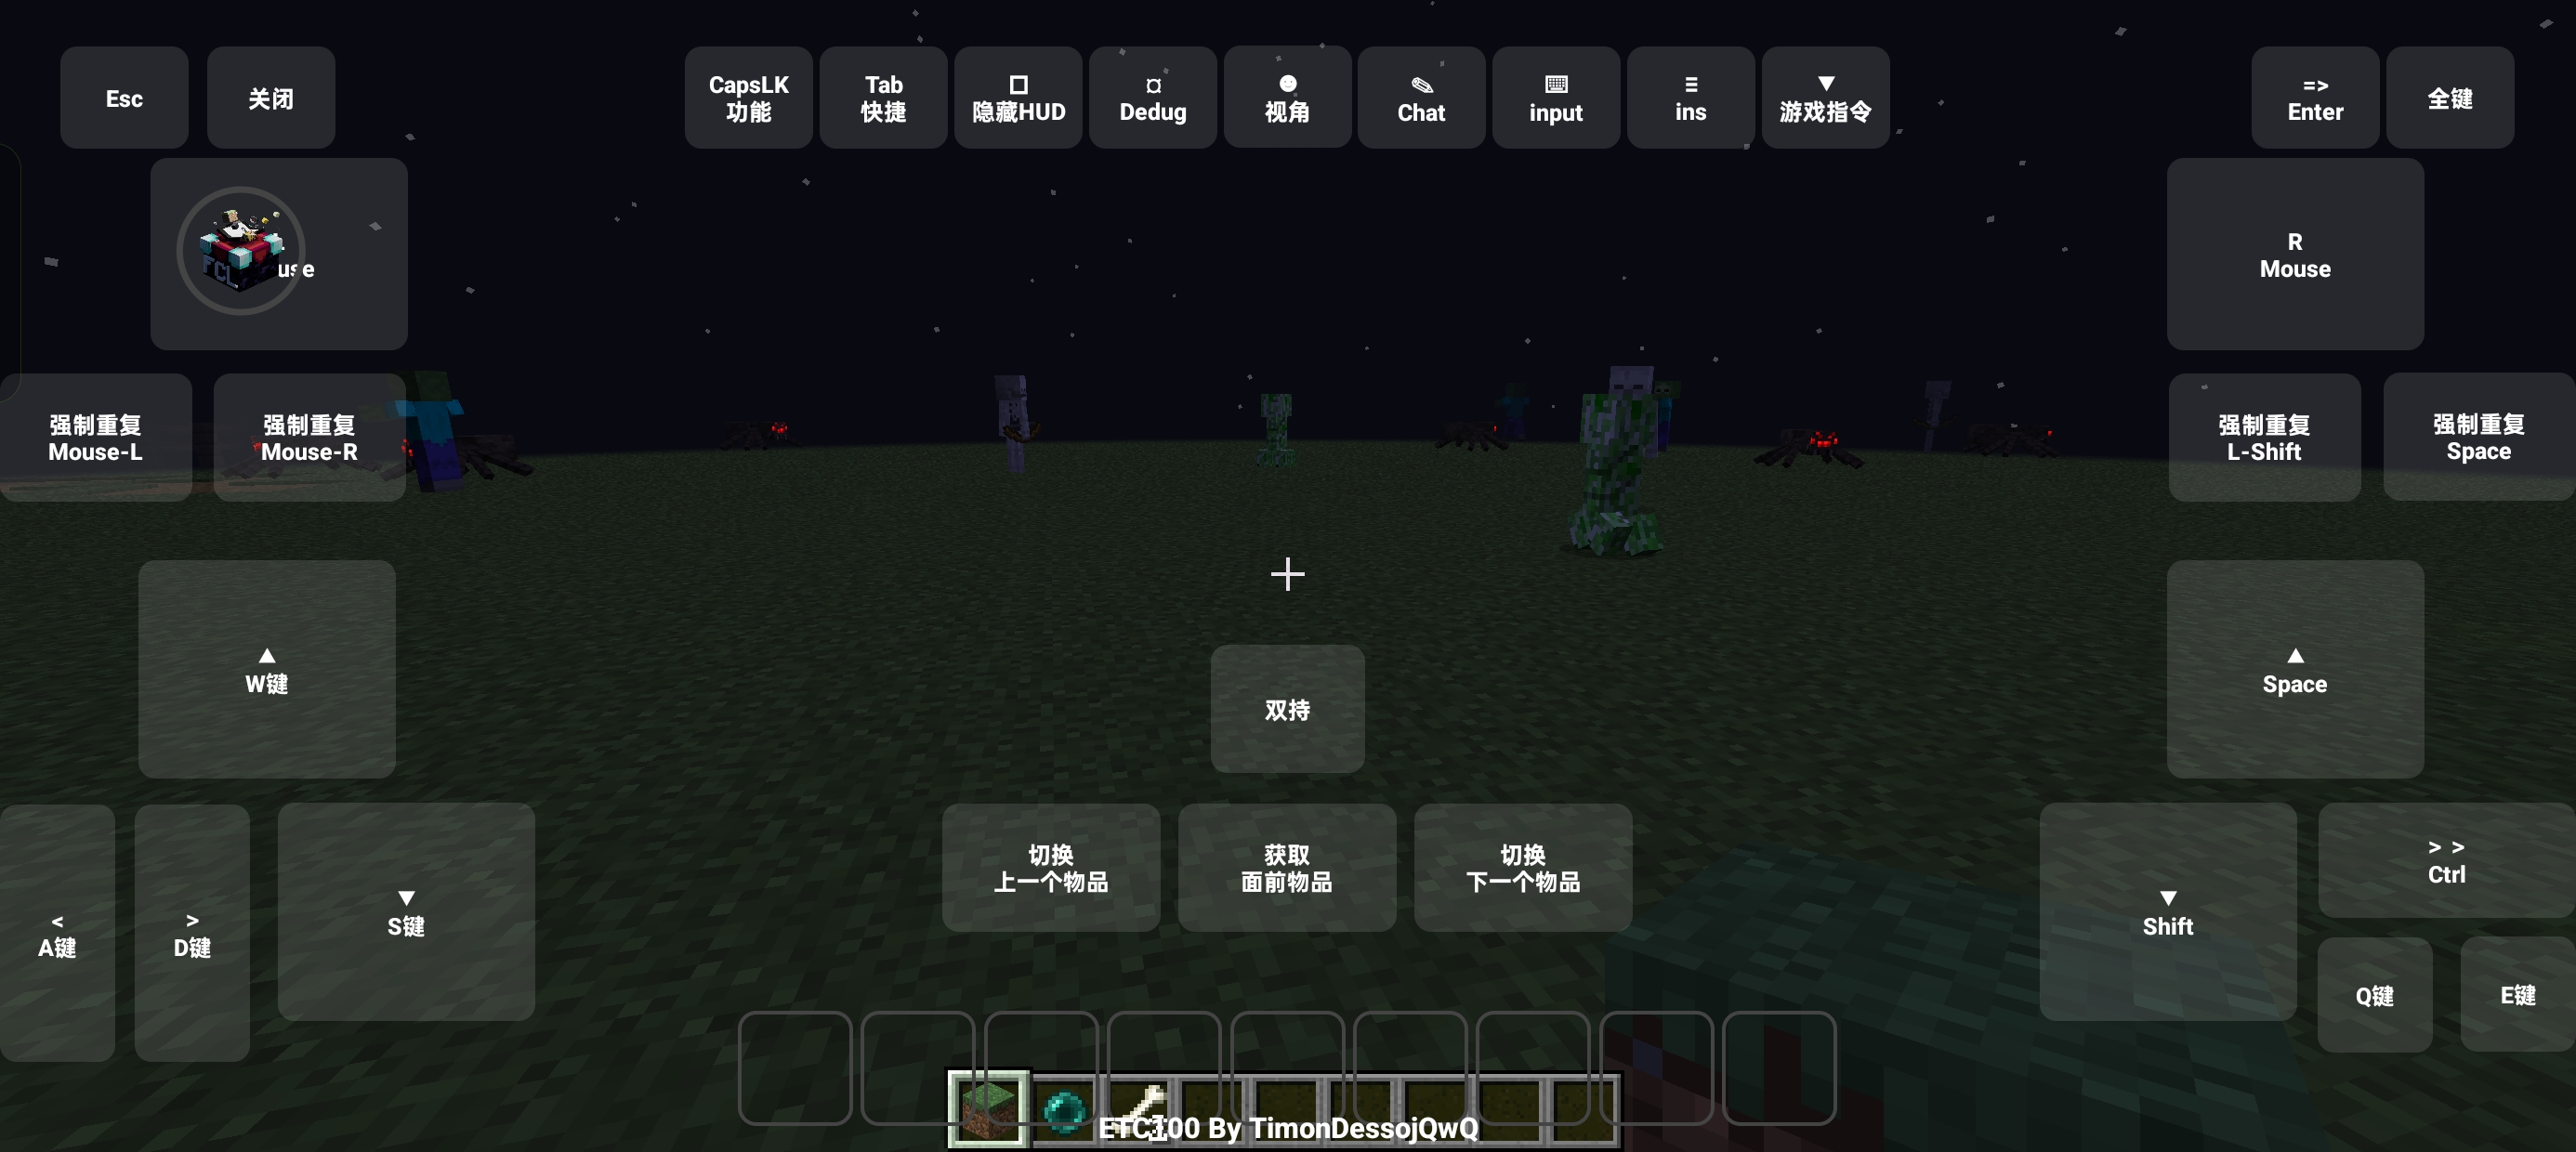 Esc
关闭
CapsLK
功能
Tab
快捷
隐藏HUD
Dedug
视角
Chat
input
ins
游戏指令
=>
Enter
全键
FCL
use
R
Mouse
强制重复
Mouse-L
强制重复
Mouse-R
强制重复
L-Shift
强制重复
Space
W键
Space
双持
<
A键
>
D键
S键
切换
上一个物品
获取
面前物品
切换
下一个物品
Shift
> >
Ctrl
Q键
E键
By TimonDessojQwQ